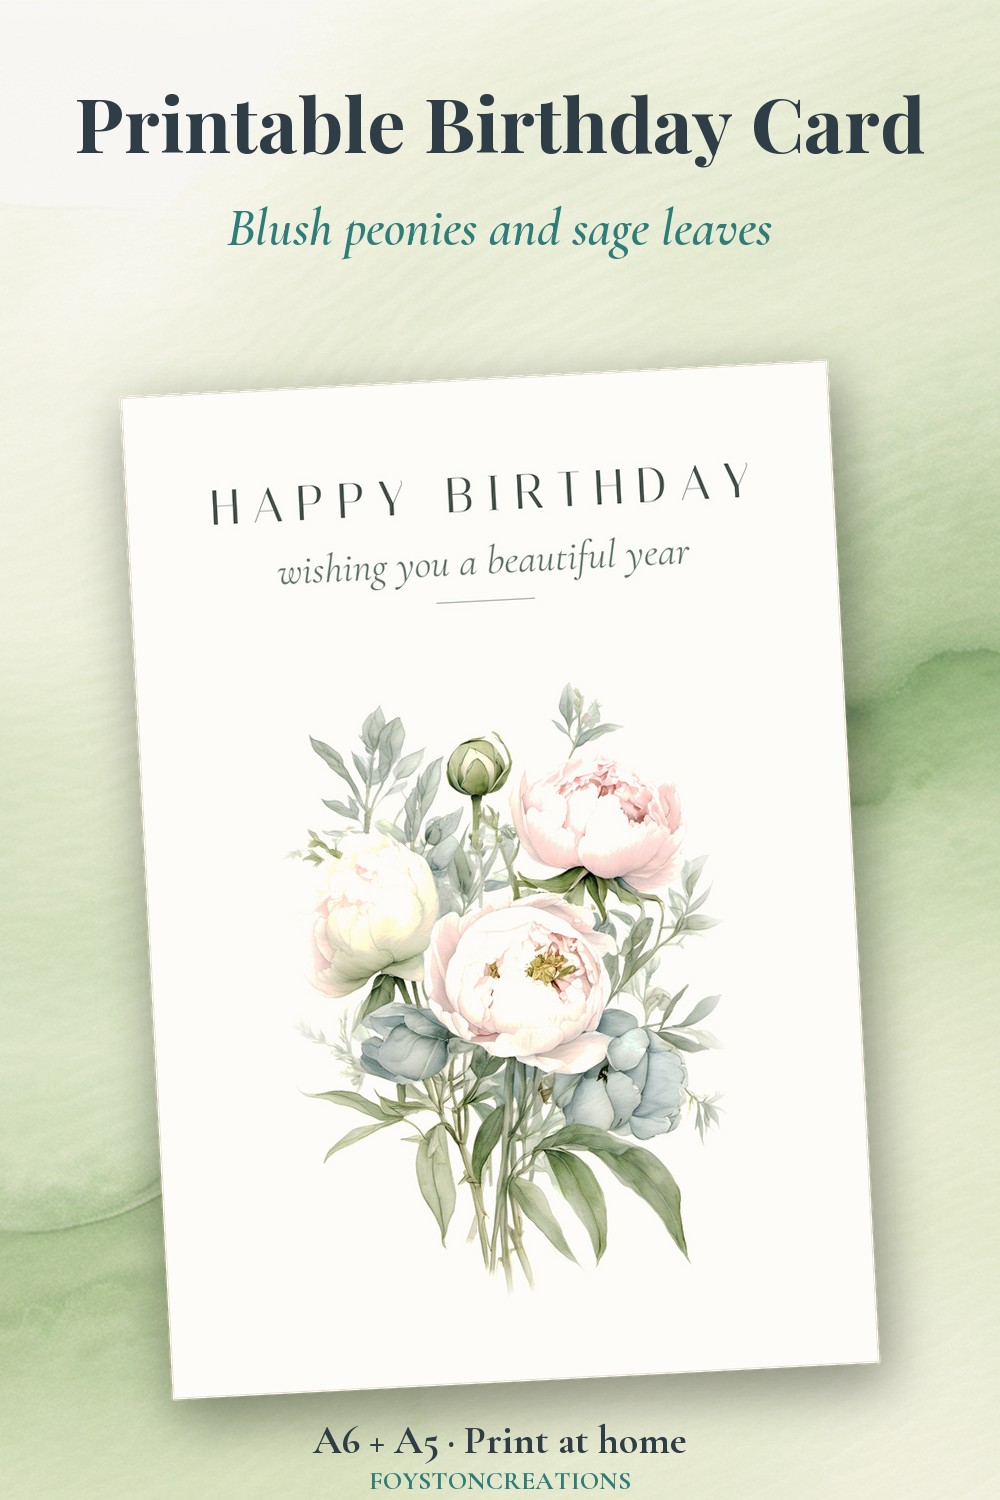 Printable Birthday Card
Blush peonies and sage leaves
HAPPY BIRTHDAY
wishing you a beautiful year
A6 + A5 · Print at home
FOYSTONCREATIONS